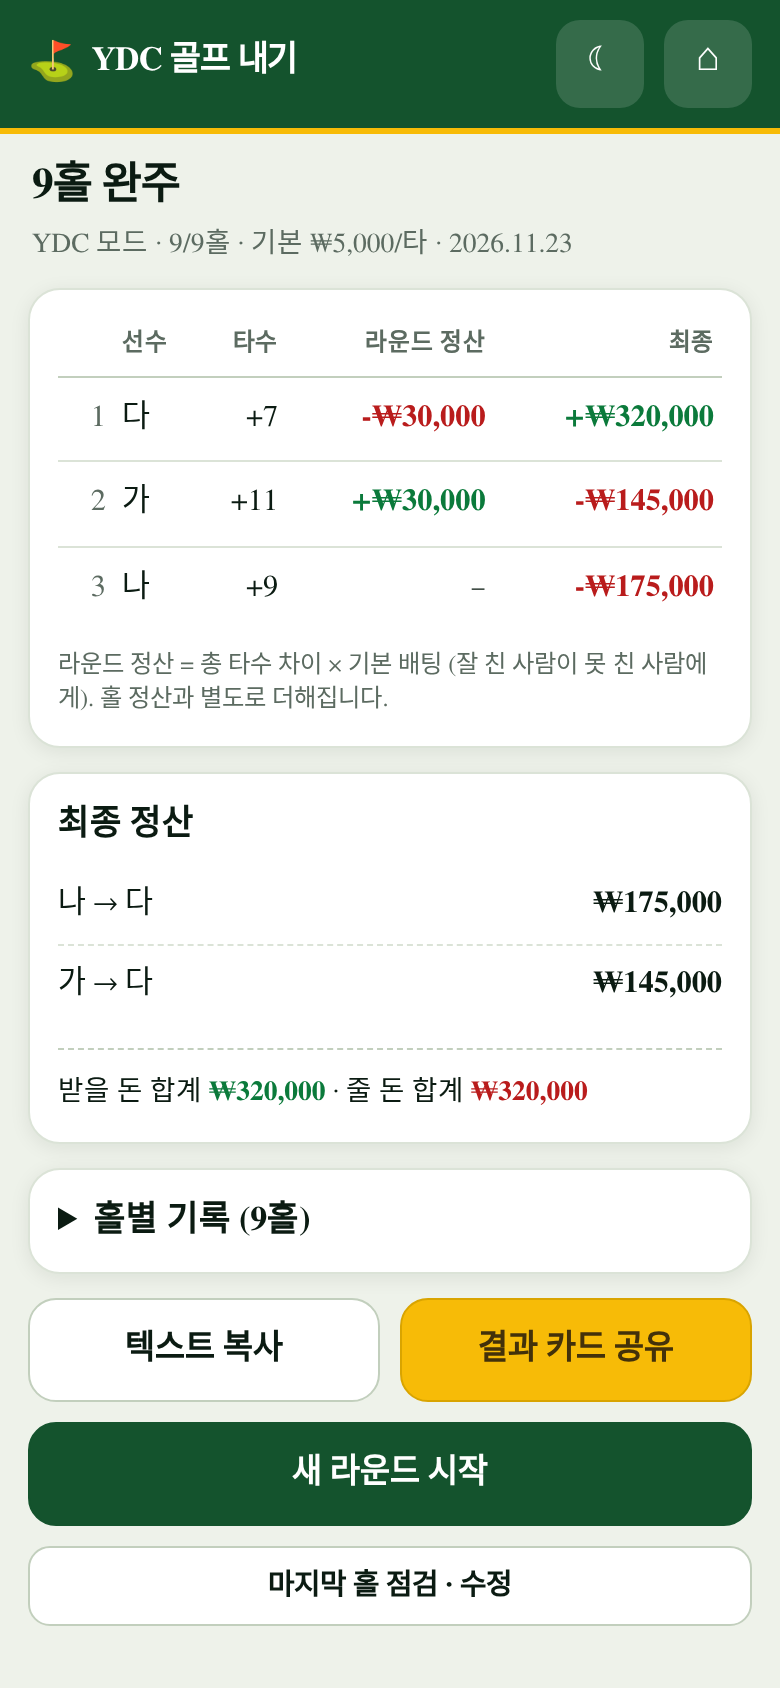 YDC 골프 내기
9홀 완주
YDC 모드 · 9/9홀 · 기본 ₩5,000/타 · 2026.11.23
선수 타수 라운드 정산 최종
1 다 +7 -₩30,000 +₩320,000
2 가 +11 +₩30,000 -₩145,000
3 나 +9 – -₩175,000
라운드 정산 = 총 타수 차이 × 기본 배팅 (잘 친 사람이 못 친 사람에
게). 홀 정산과 별도로 더해집니다.
최종 정산
나 → 다 ₩175,000
가 → 다 ₩145,000
받을 돈 합계 ₩320,000 · 줄 돈 합계 ₩320,000
▶ 홀별 기록 (9홀)
텍스트 복사 결과 카드 공유
새 라운드 시작
마지막 홀 점검 · 수정